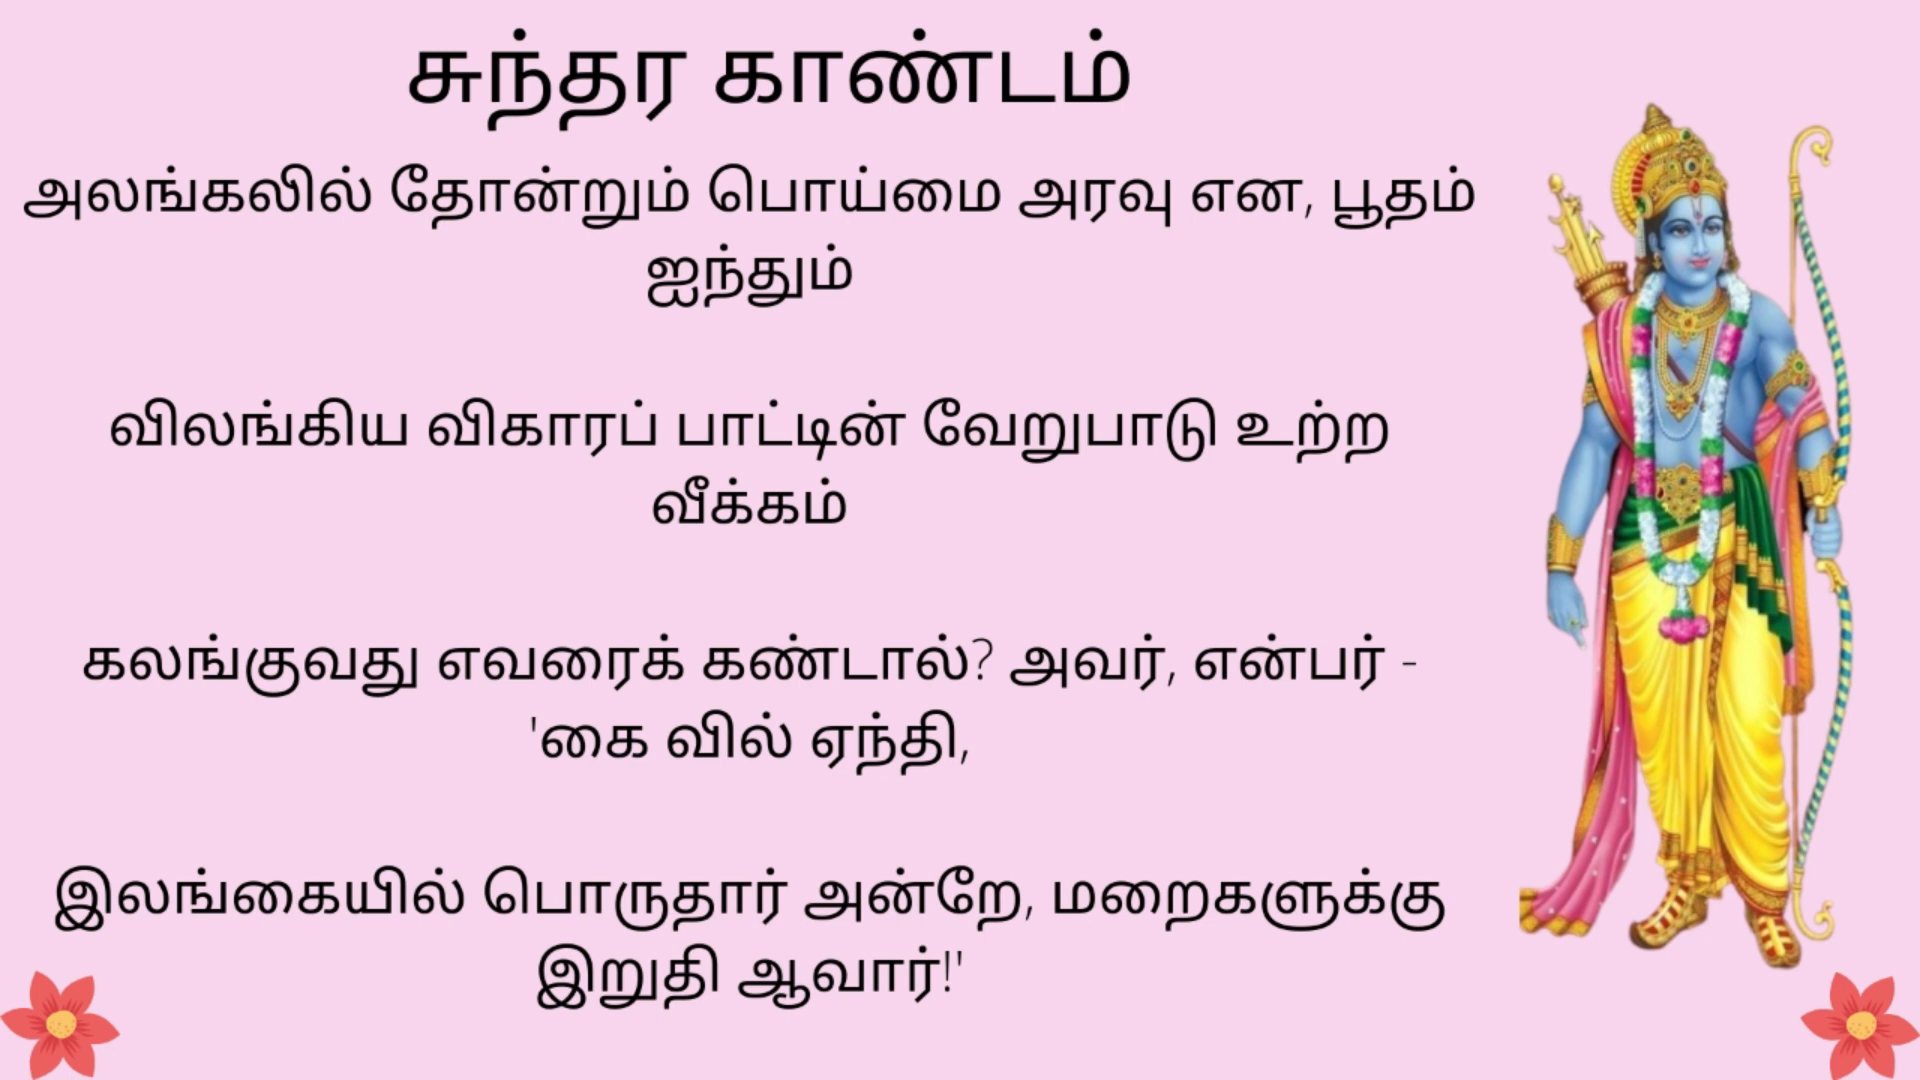 சுந்தர காண்டம்
அலங்கலில் தோன்றும் பொய்மை அரவு என, பூதம்
ஐந்தும்
விலங்கிய விகாரப் பாட்டின் வேறுபாடு உற்ற
வீக்கம்
கலங்குவது எவரைக் கண்டால்? அவர், என்பர் -
'கை வில் ஏந்தி,
இலங்கையில் பொருதார் அன்றே, மறைகளுக்கு
இறுதி ஆவார்!'